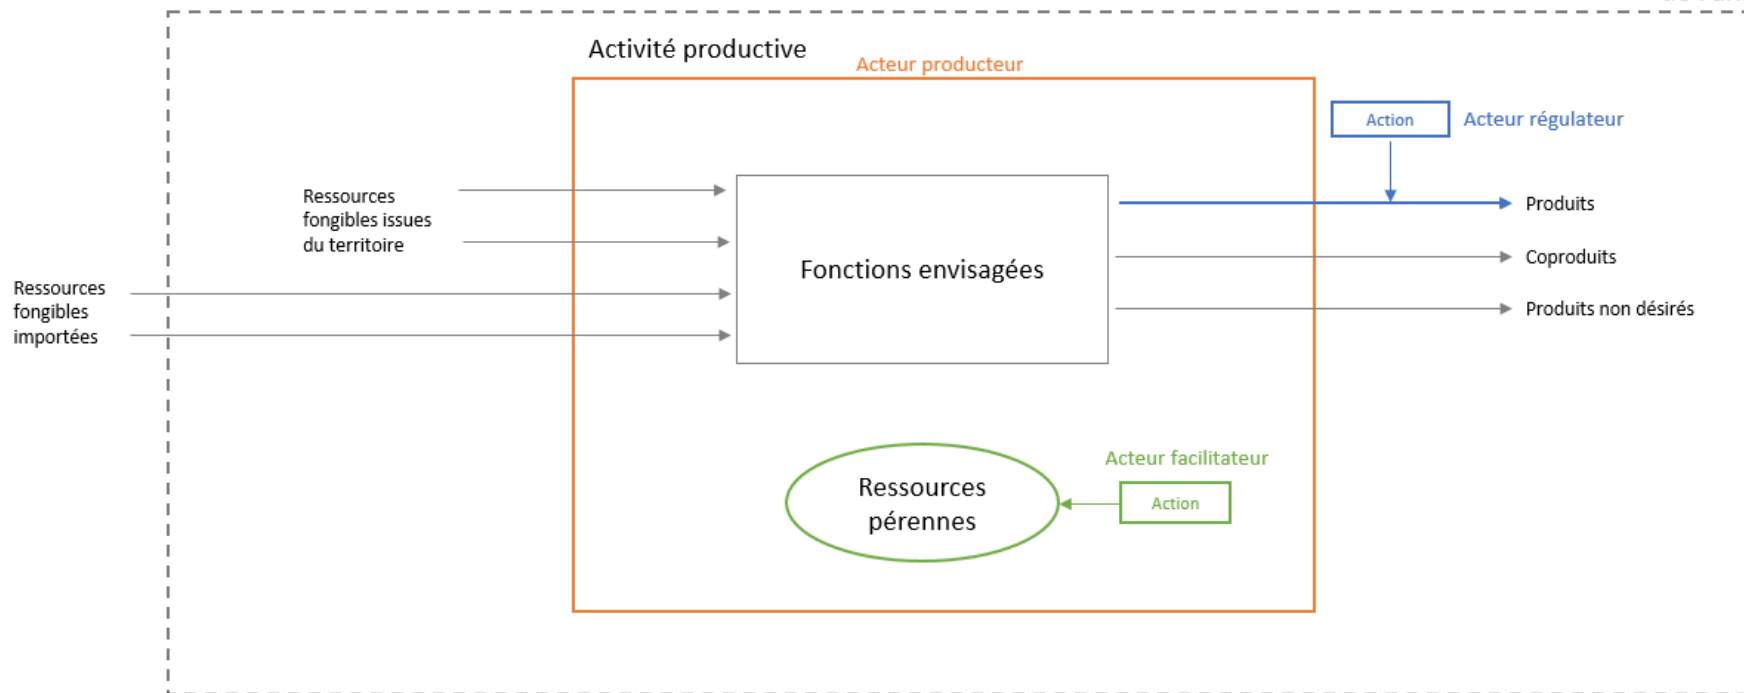 Activité productive
Acteur producteur
Action
Acteur régulateur
Ressources
fongibles issues
du territoire
Produits
Coproduits
Fonctions envisagées
Ressources
fongibles
importées
Produits non désirés
Acteur facilitateur
Ressources
pérennes
Action